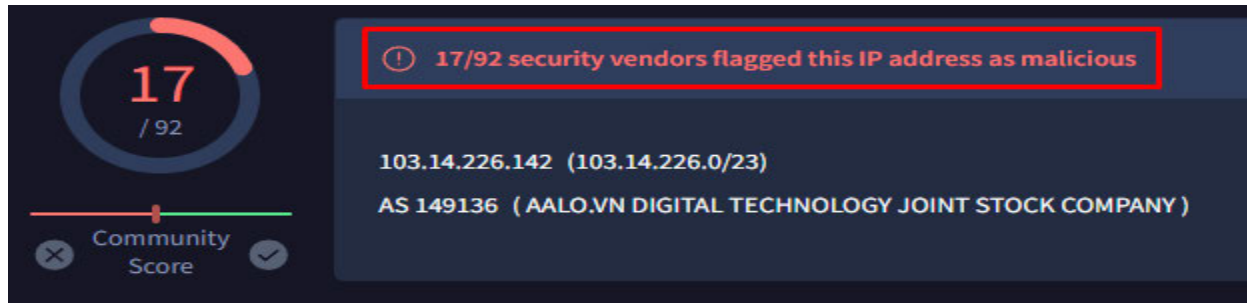 17
/ 92
Community
Score
17/92 security vendors flagged this IP address as malicious
103.14.226.142 (103.14.226.0/23)
AS 149136 ( AALO.VN DIGITAL TECHNOLOGY JOINT STOCK COMPANY )